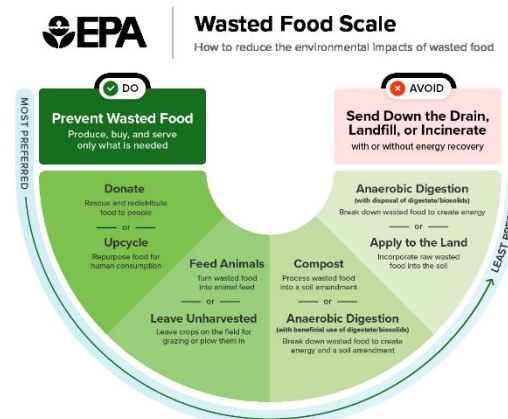 EPA
Wasted Food Scale
How to reduce the environmental impacts of wasted food
DO
Prevent Wasted Food
Produce, buy, and serve
only what is needed
AVOID
Send Down the Drain,
Landfill, or Incinerate
with or without energy recovery
MOST PREFERRED
Donate
Rescue and redistribute
food to people
or
Upcycle
Repurpose food for
human consumption
Feed Animals
Turn wasted food
into animal feed
or
Leave Unharvested
Leave crops on the field for
grazing or plow them in
Compost
Process wasted food
into a soil amendment
or
Anaerobic Digestion
(with beneficial use of digestate/biosolids)
Break down wasted food to create
energy and a soil amendment
Anaerobic Digestion
(with disposal of digestate/biosolids)
Break down wasted food to create energy
or
Apply to the Land
Incorporate raw wasted
food into the soil
LEAST